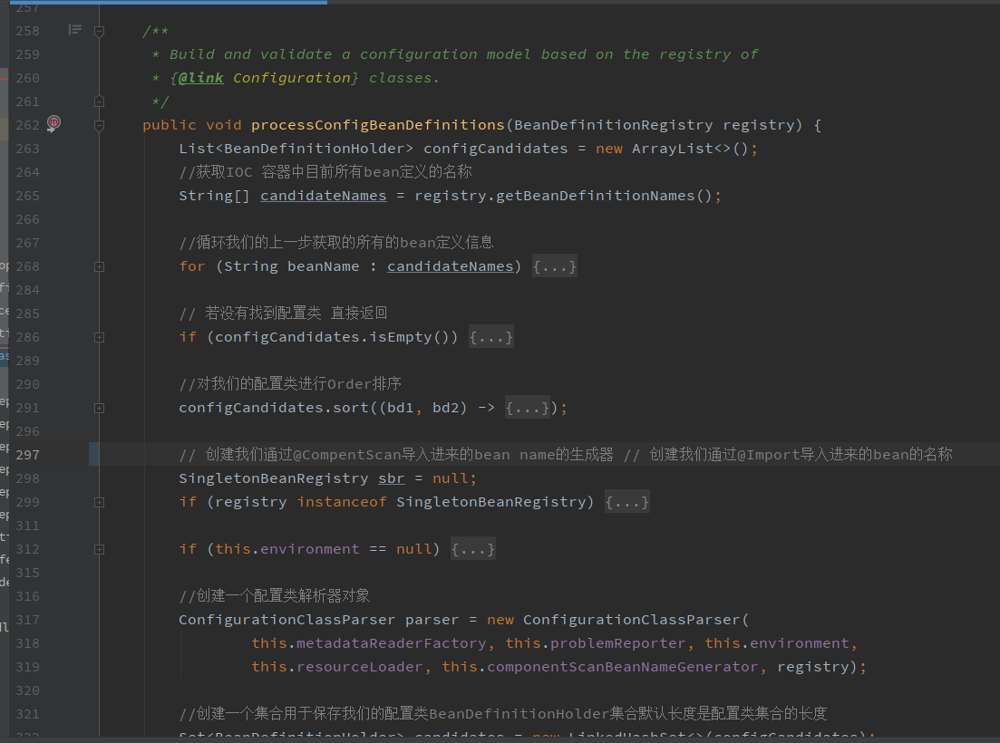 257
258 /**
259 * Build and validate a configuration model based on the registry of
260 * {@link Configuration} classes.
261 */
262 public void processConfigBeanDefinitions(BeanDefinitionRegistry registry) {
263 List<BeanDefinitionHolder> configCandidates = new ArrayList<>();
264 //获取IOC 容器中目前所有bean定义的名称
265 String[] candidateNames = registry.getBeanDefinitionNames();
266
267 //循环我们的上一步获取的所有的bean定义信息
268 for (String beanName : candidateNames) {...}
284
285 // 若没有找到配置类 直接返回
286 if (configCandidates.isEmpty()) {...}
289
290 //对我们的配置类进行Order排序
291 configCandidates.sort((bd1, bd2) -> {...});
296
297 // 创建我们通过@CompentScan导入进来的bean name的生成器 // 创建我们通过@Import导入进来的bean的名称
298 SingletonBeanRegistry sbr = null;
299 if (registry instanceof SingletonBeanRegistry) {...}
311
312 if (this.environment == null) {...}
315
316 //创建一个配置类解析器对象
317 ConfigurationClassParser parser = new ConfigurationClassParser(
318 this.metadataReaderFactory, this.problemReporter, this.environment,
319 this.resourceLoader, this.componentScanBeanNameGenerator, registry);
320
321 //创建一个集合用于保存我们的配置类BeanDefinitionHolder集合默认长度是配置类集合的长度
322 Set<BeanDefinitionHolder> candidates = new LinkedHashSet<>(configCandidates);